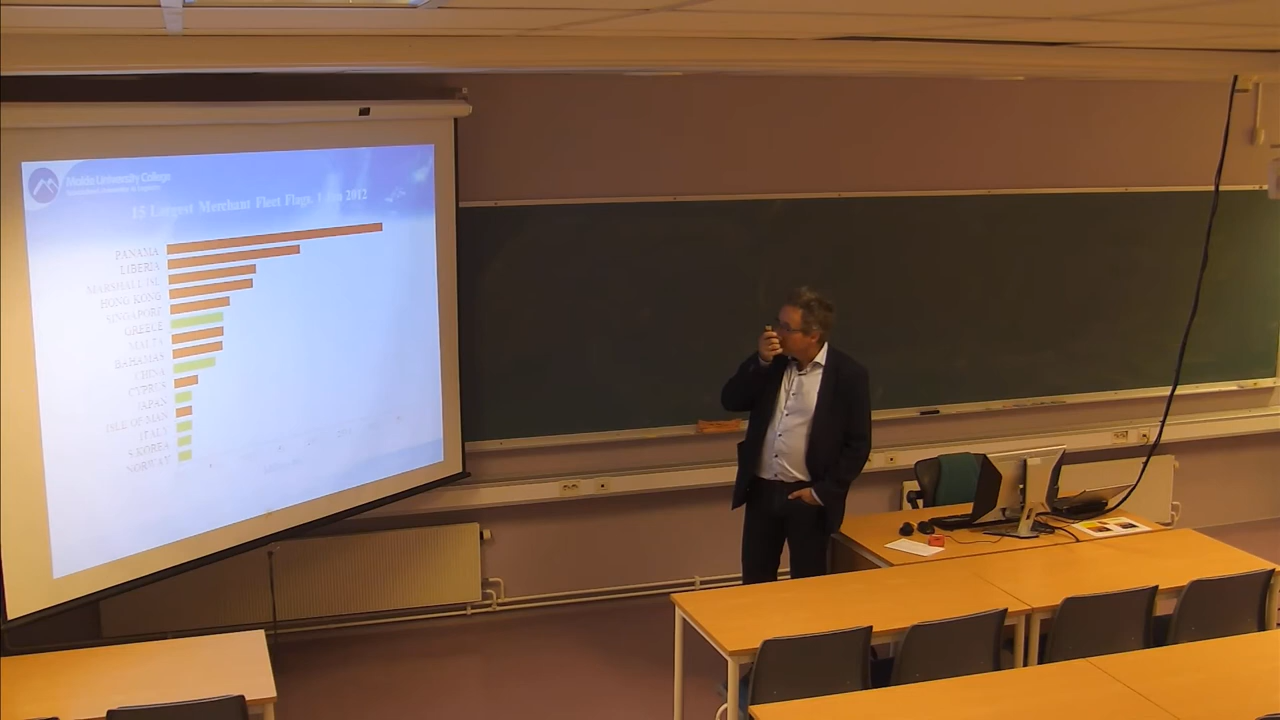 Molde University College
15 Largest Merchant Fleet Flags. 1 Jan 2012
PANAMA
LIBERIA
MARSHALL ISL
HONG KONG
SINGAPORE
GREECE
MALTA
BAHAMAS
CHINA
CYPRUS
JAPAN
ISLE OF MAN
ITALY
S.KOREA
NORWAY